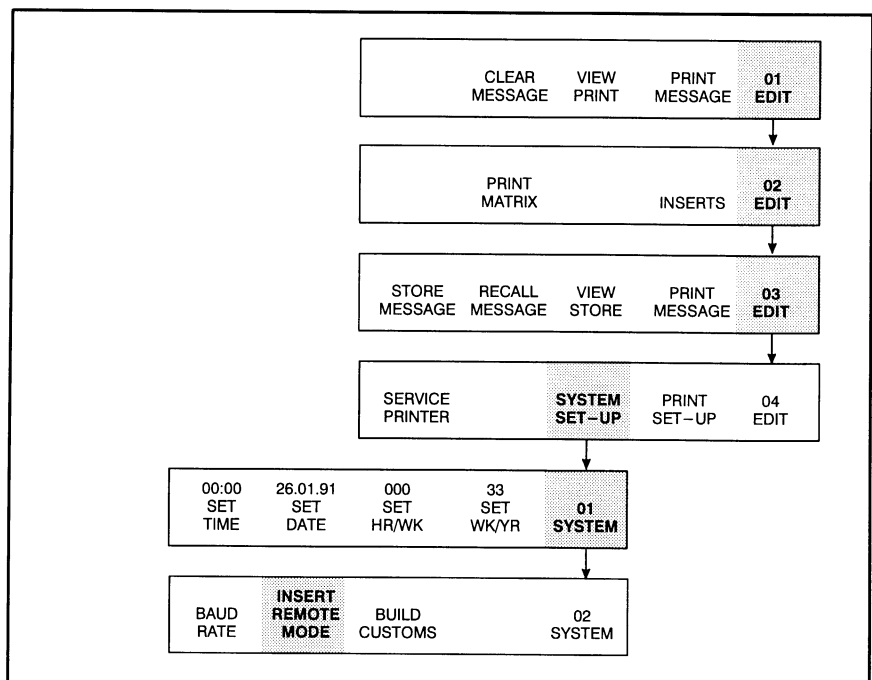 CLEAR VIEW PRINT 01
MESSAGE PRINT MESSAGE EDIT
PRINT 02
MATRIX INSERTS EDIT
STORE RECALL VIEW PRINT 03
MESSAGE MESSAGE STORE MESSAGE EDIT
SERVICE SYSTEM PRINT 04
PRINTER SET-UP SET-UP EDIT
00:00 26.01.91 000 33 01
SET SET SET SET SYSTEM
TIME DATE HR/WK WK/YR
INSERT
BAUD REMOTE BUILD 02
RATE MODE CUSTOMS SYSTEM